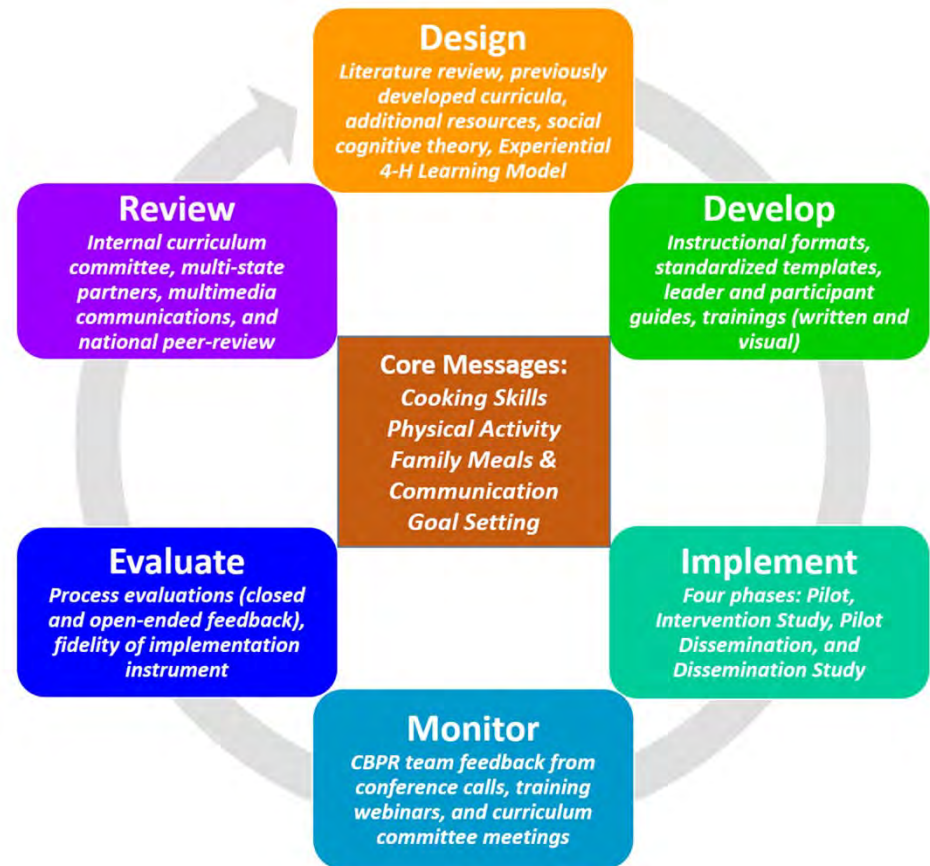 Design
Literature review, previously
developed curricula,
additional resources, social
cognitive theory, Experiential
4-H Learning Model
Develop
Instructional formats,
standardized templates,
leader and participant
guides, trainings (written and
visual)
Implement
Four phases: Pilot,
Intervention Study, Pilot
Dissemination, and
Dissemination Study
Monitor
CBPR team feedback from
conference calls, training
webinars, and curriculum
committee meetings
Evaluate
Process evaluations (closed
and open-ended feedback),
fidelity of implementation
instrument
Review
Internal curriculum
committee, multi-state
partners, multimedia
communications, and
national peer-review
Core Messages:
Cooking Skills
Physical Activity
Family Meals &
Communication
Goal Setting